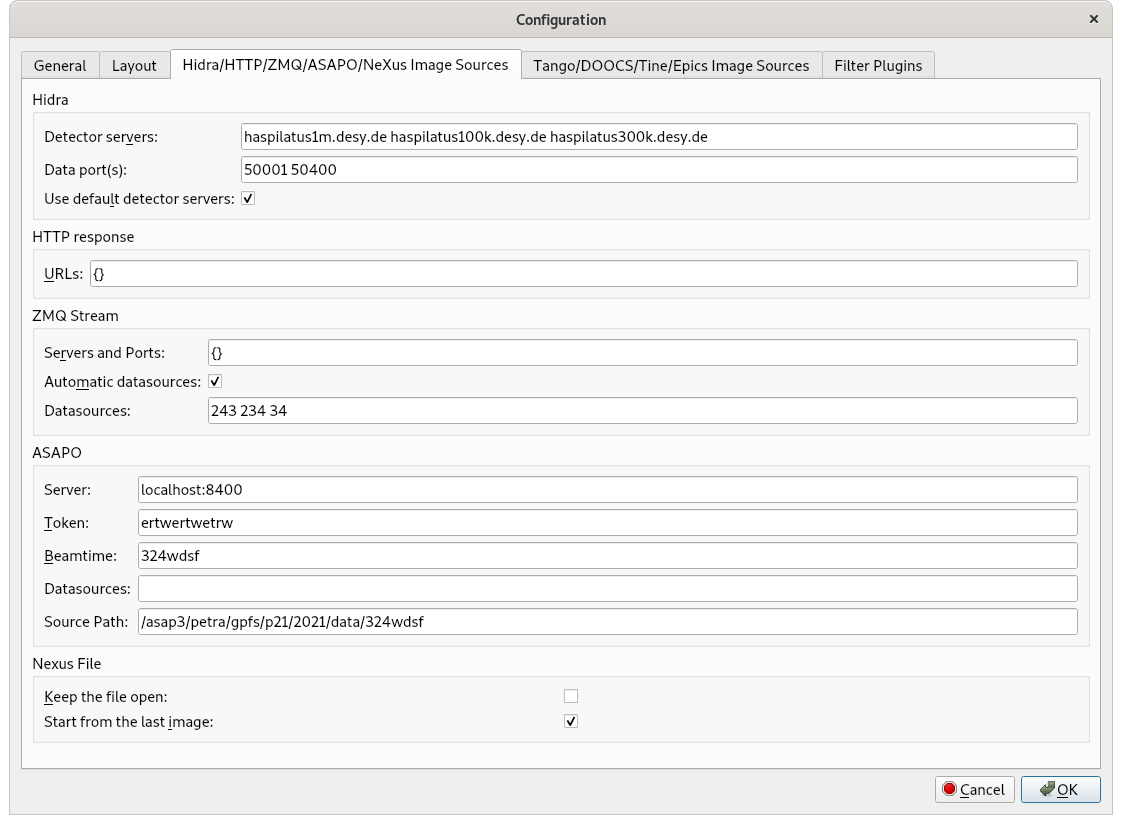 Configuration
General Layout Hidra/HTTP/ZMQ/ASAPO/NeXus Image Sources Tango/DOOCS/Tine/Epics Image Sources Filter Plugins
Hidra
Detector servers: haspilatus1m.desy.de haspilatus100k.desy.de haspilatus300k.desy.de
Data port(s): 50001 50400
Use default detector servers:
HTTP response
URLs: {}
ZMQ Stream
Servers and Ports: {}
Automatic datasources:
Datasources: 243 234 34
ASAPO
Server: localhost:8400
Token: ertwertwetrw
Beamtime: 324wdsf
Datasources:
Source Path: /asap3/petra/gpfs/p21/2021/data/324wdsf
Nexus File
Keep the file open:
Start from the last image:
Cancel OK